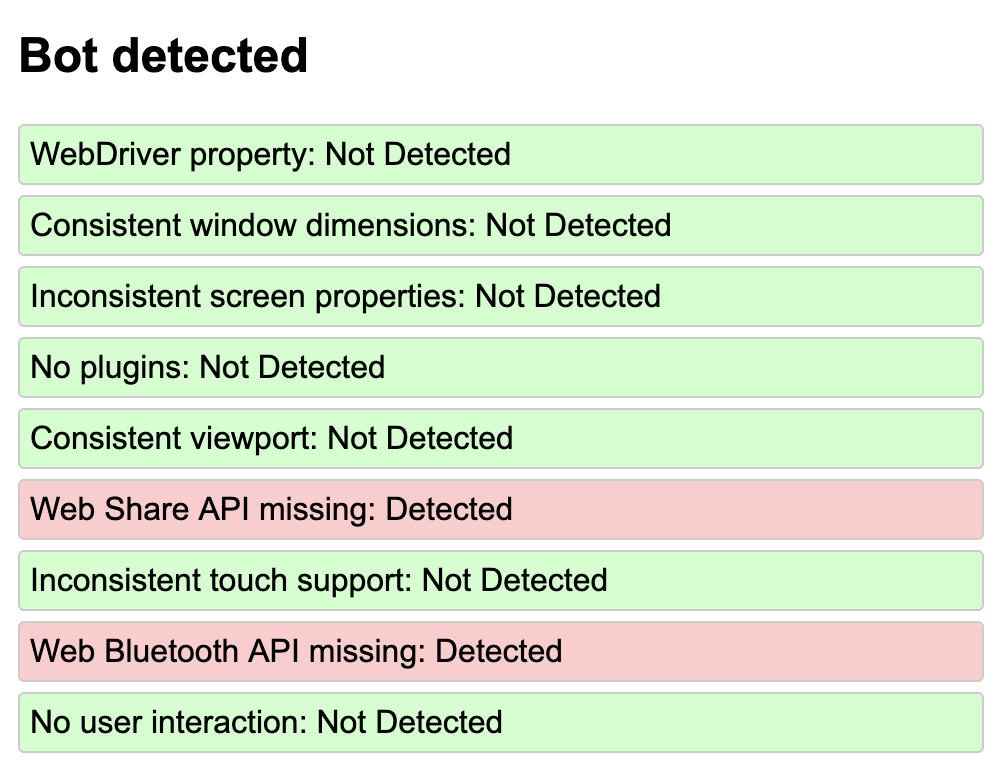 Bot detected
WebDriver property: Not Detected
Consistent window dimensions: Not Detected
Inconsistent screen properties: Not Detected
No plugins: Not Detected
Consistent viewport: Not Detected
Web Share API missing: Detected
Inconsistent touch support: Not Detected
Web Bluetooth API missing: Detected
No user interaction: Not Detected